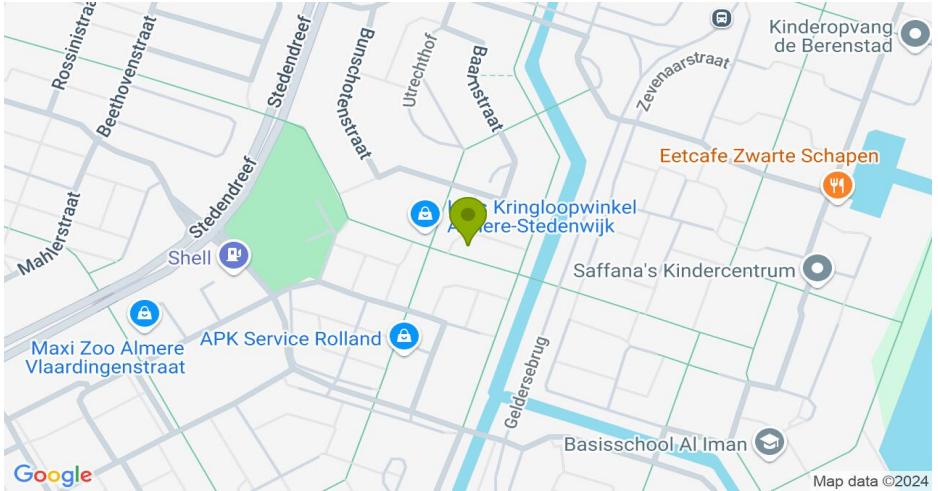 Rossinistraat
Beethovenstraat
Mahlerstraat
Stedendreef
Stedendreef
Bunschotenstraat
Utrechthof
Baarnstraat
Zevenaarstraat
Kinderopvang
de Berenstad
Eetcafe Zwarte Schapen
Kringloopwinkel
Stedenwijk
Shell
Saffana's Kindercentrum
Maxi Zoo Almere
Vlaardingenstraat
APK Service Rolland
Geldersebrug
Basisschool Al Iman
Google
Map data ©2024